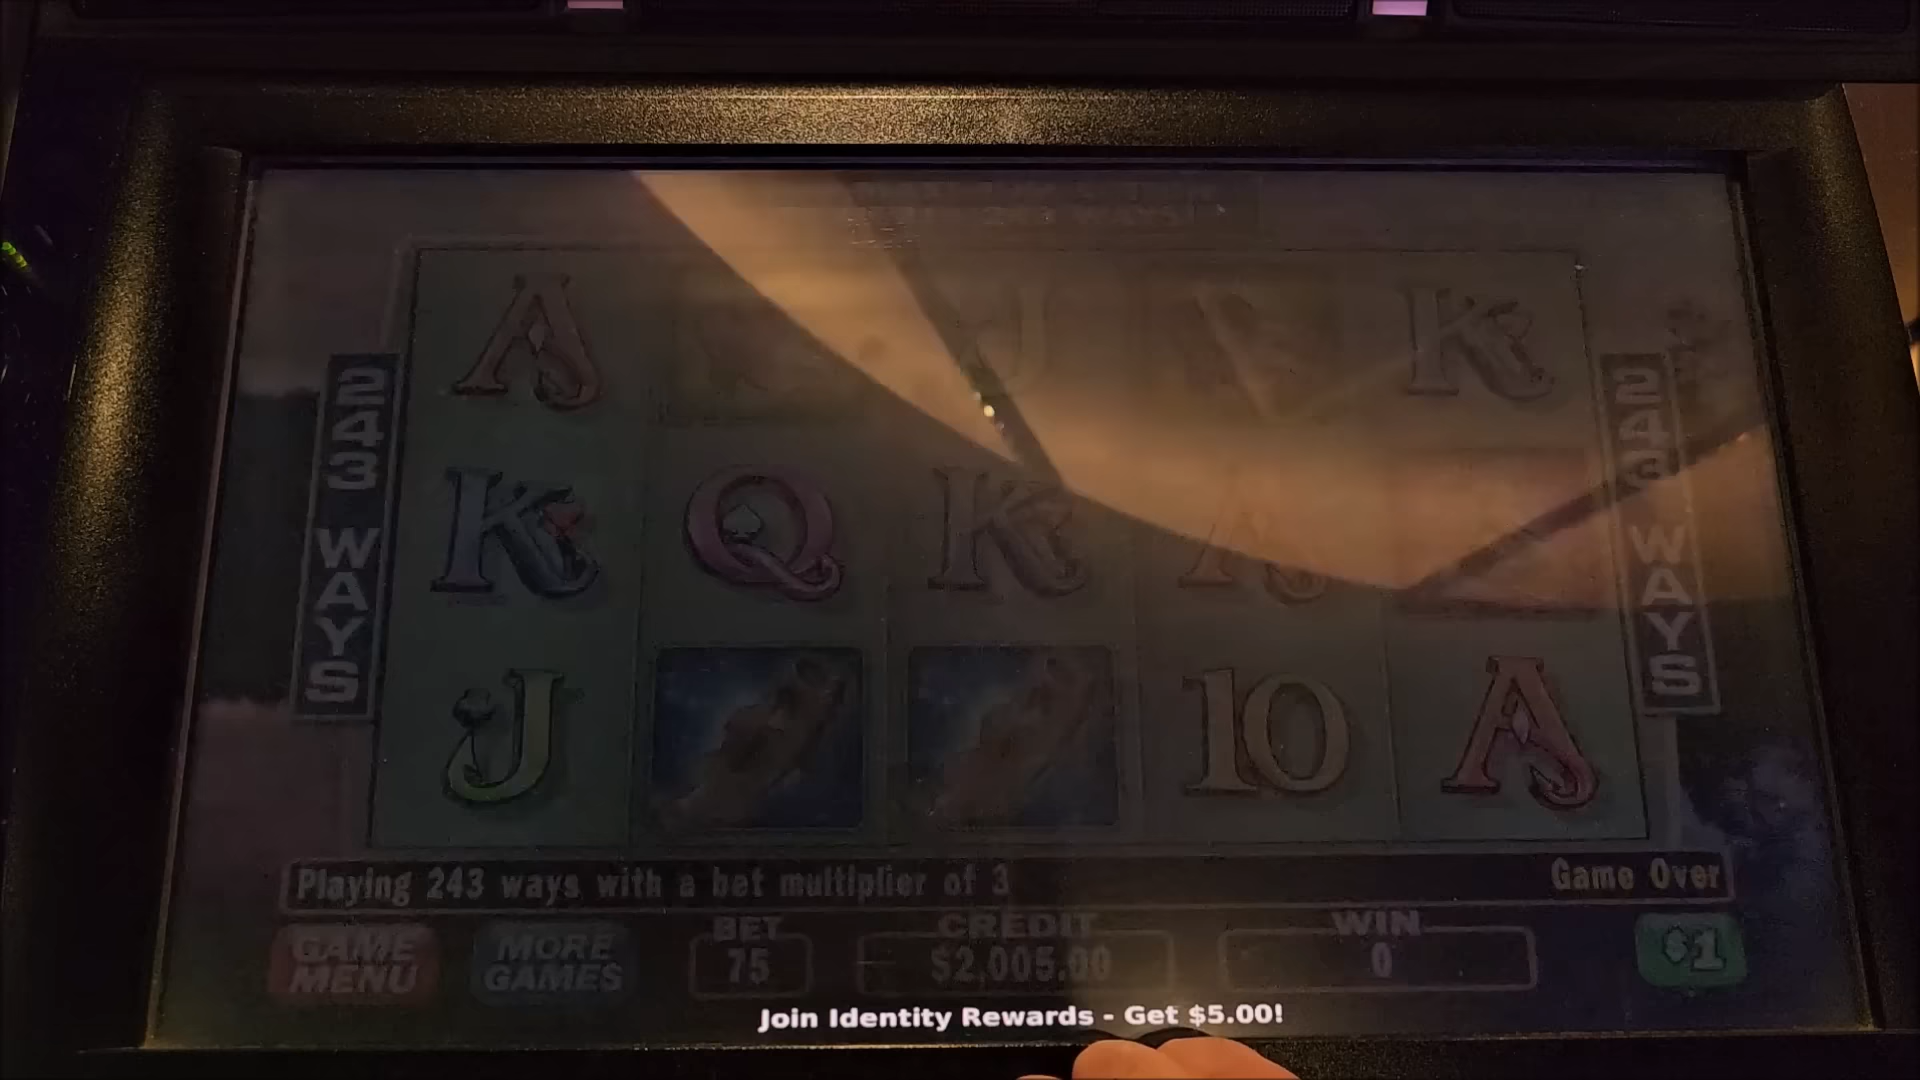 A J K
K Q K A
J 10 A
243 WAYS
243 WAYS
Playing 243 ways with a bet multiplier of 3
Game Over
GAME MENU
MORE GAMES
BET
75
CREDIT
$2,005.00
WIN
0
$1
Join Identity Rewards - Get $5.00!